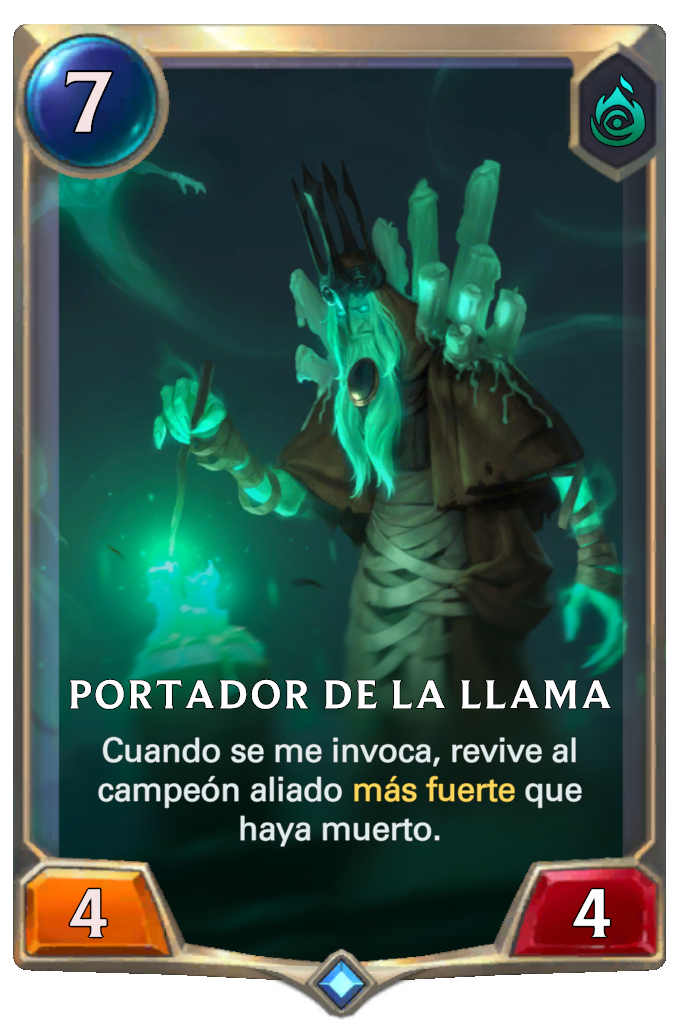 7
PORTADOR DE LA LLAMA
Cuando se me invoca, revive al
campeón aliado más fuerte que
haya muerto.
4
4